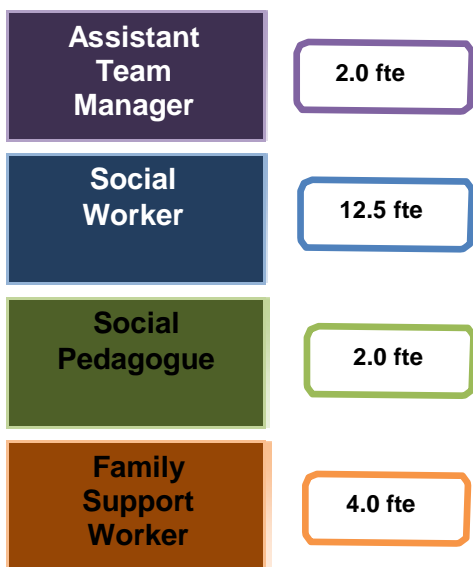 Assistant
Team
Manager
2.0 fte
Social
Worker
12.5 fte
Social
Pedagogue
2.0 fte
Family
Support
Worker
4.0 fte